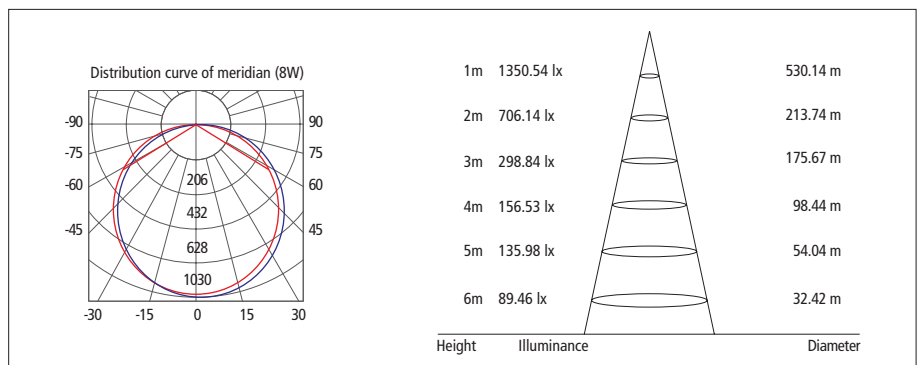 Distribution curve of meridian (8W)
-90 90
-75 75
-60 60
-45 45
206
432
628
1030
-30 -15 0 15 30
1m 1350.54 lx 530.14 m
2m 706.14 lx 213.74 m
3m 298.84 lx 175.67 m
4m 156.53 lx 98.44 m
5m 135.98 lx 54.04 m
6m 89.46 lx 32.42 m
Height Illuminance Diameter